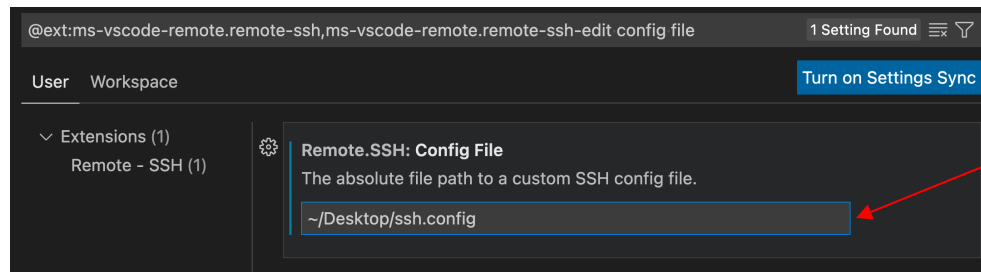 @ext:ms-vscode-remote.remote-ssh,ms-vscode-remote.remote-ssh-edit config file
1 Setting Found
User Workspace
Turn on Settings Sync
Extensions (1)
Remote - SSH (1)
Remote.SSH: Config File
The absolute file path to a custom SSH config file.
~/Desktop/ssh.config